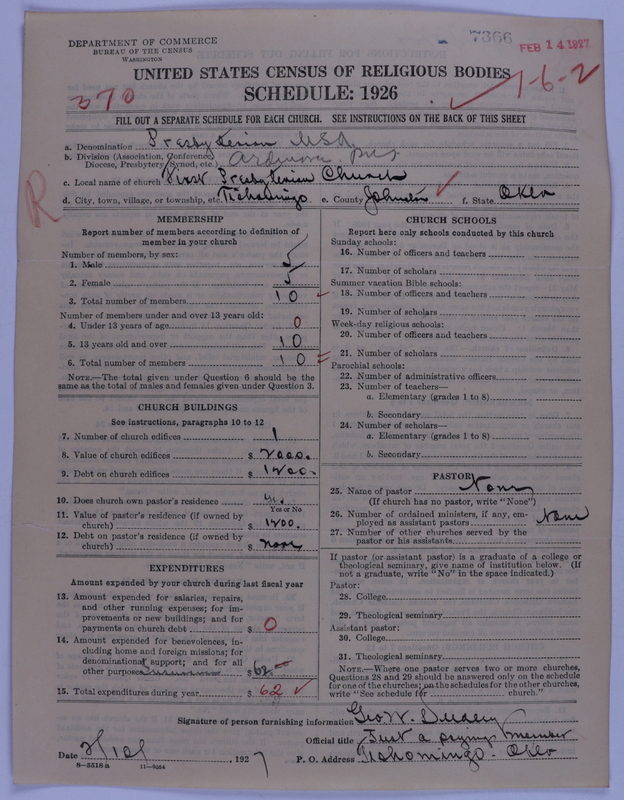 DEPARTMENT OF COMMERCE
BUREAU OF THE CENSUS
WASHINGTON
7366
FEB 14 1927
UNITED STATES CENSUS OF RELIGIOUS BODIES
1-6-2
370
SCHEDULE: 1926
FILL OUT A SEPARATE SCHEDULE FOR EACH CHURCH. SEE INSTRUCTIONS ON THE BACK OF THIS SHEET
a. Denomination Presbyterian USA
b. Division (Association, Conference, Diocese, Presbytery, Synod, etc.) Ardmore
c. Local name of church First Presbyterian Church
d. City, town, village, or township, etc. Tishomingo e. County Johnston f. State Okla
R
MEMBERSHIP
Report number of members according to definition of
member in your church
Number of members, by sex:
1. Male 5
2. Female 5
3. Total number of members 10
Number of members under and over 13 years old:
4. Under 13 years of age 0
5. 13 years old and over 10
6. Total number of members 10
NOTE.—The total given under Question 6 should be the
same as the total of males and females given under Question 3.
CHURCH BUILDINGS
See instructions, paragraphs 10 to 12
7. Number of church edifices 1
8. Value of church edifices $ 2000.
9. Debt on church edifices $ 1200.
10. Does church own pastor's residence Yes
Yes or No
11. Value of pastor's residence (if owned by
church) $ 1200.
12. Debt on pastor's residence (if owned by
church) $ none
EXPENDITURES
Amount expended by your church during last fiscal year
13. Amount expended for salaries, repairs,
and other running expenses; for im-
provements or new buildings; and for
payments on church debt $ 0
14. Amount expended for benevolences, in-
cluding home and foreign missions; for
denominational support; and for all
other purposes $ 62
15. Total expenditures during year $ 62
CHURCH SCHOOLS
Report here only schools conducted by this church
Sunday schools:
16. Number of officers and teachers
17. Number of scholars
Summer vacation Bible schools:
18. Number of officers and teachers
19. Number of scholars
Week-day religious schools:
20. Number of officers and teachers
21. Number of scholars
Parochial schools:
22. Number of administrative officers
23. Number of teachers—
a. Elementary (grades 1 to 8)
b. Secondary
24. Number of scholars—
a. Elementary (grades 1 to 8)
b. Secondary
PASTOR
25. Name of pastor None
(If church has no pastor, write "None")
26. Number of ordained ministers, if any, em-
ployed as assistant pastors None
27. Number of other churches served by the
pastor or his assistants
If pastor (or assistant pastor) is a graduate of a college or
theological seminary, give name of institution below. (If
not a graduate, write "No" in the space indicated.)
Pastor:
28. College
29. Theological seminary
Assistant pastor:
30. College
31. Theological seminary
NOTE.—Where one pastor serves two or more churches,
Questions 28 and 29 should be answered only on the schedule
for one of the churches; on the schedules for the other churches,
write "See schedule for church."
Signature of person furnishing information Geo W.
Official title Just a paying member
Date 2/10 , 1927 P. O. Address Tishomingo. Okla
8-5518 a 11-9034